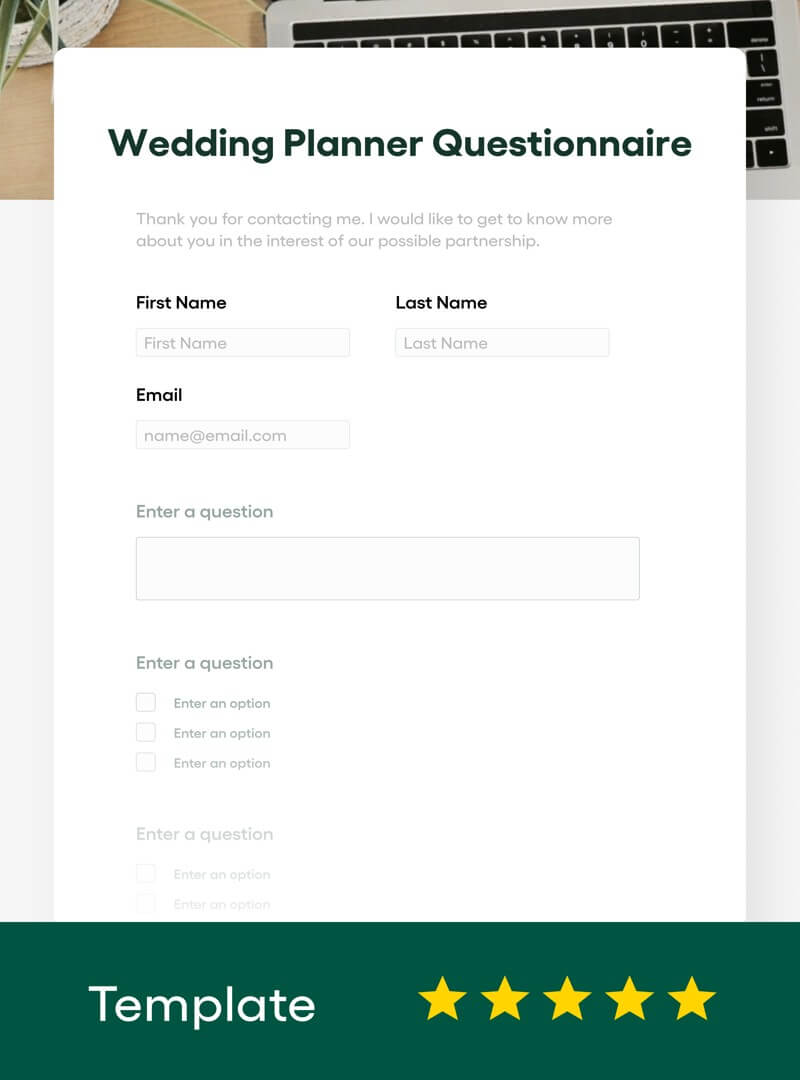 delete
return
shift
Wedding Planner Questionnaire
Thank you for contacting me. I would like to get to know more
about you in the interest of our possible partnership.
First Name Last Name
First Name Last Name
Email
name@email.com
Enter a question
Enter a question
Enter an option
Enter an option
Enter an option
Enter a question
Enter an option
Enter an option
Template